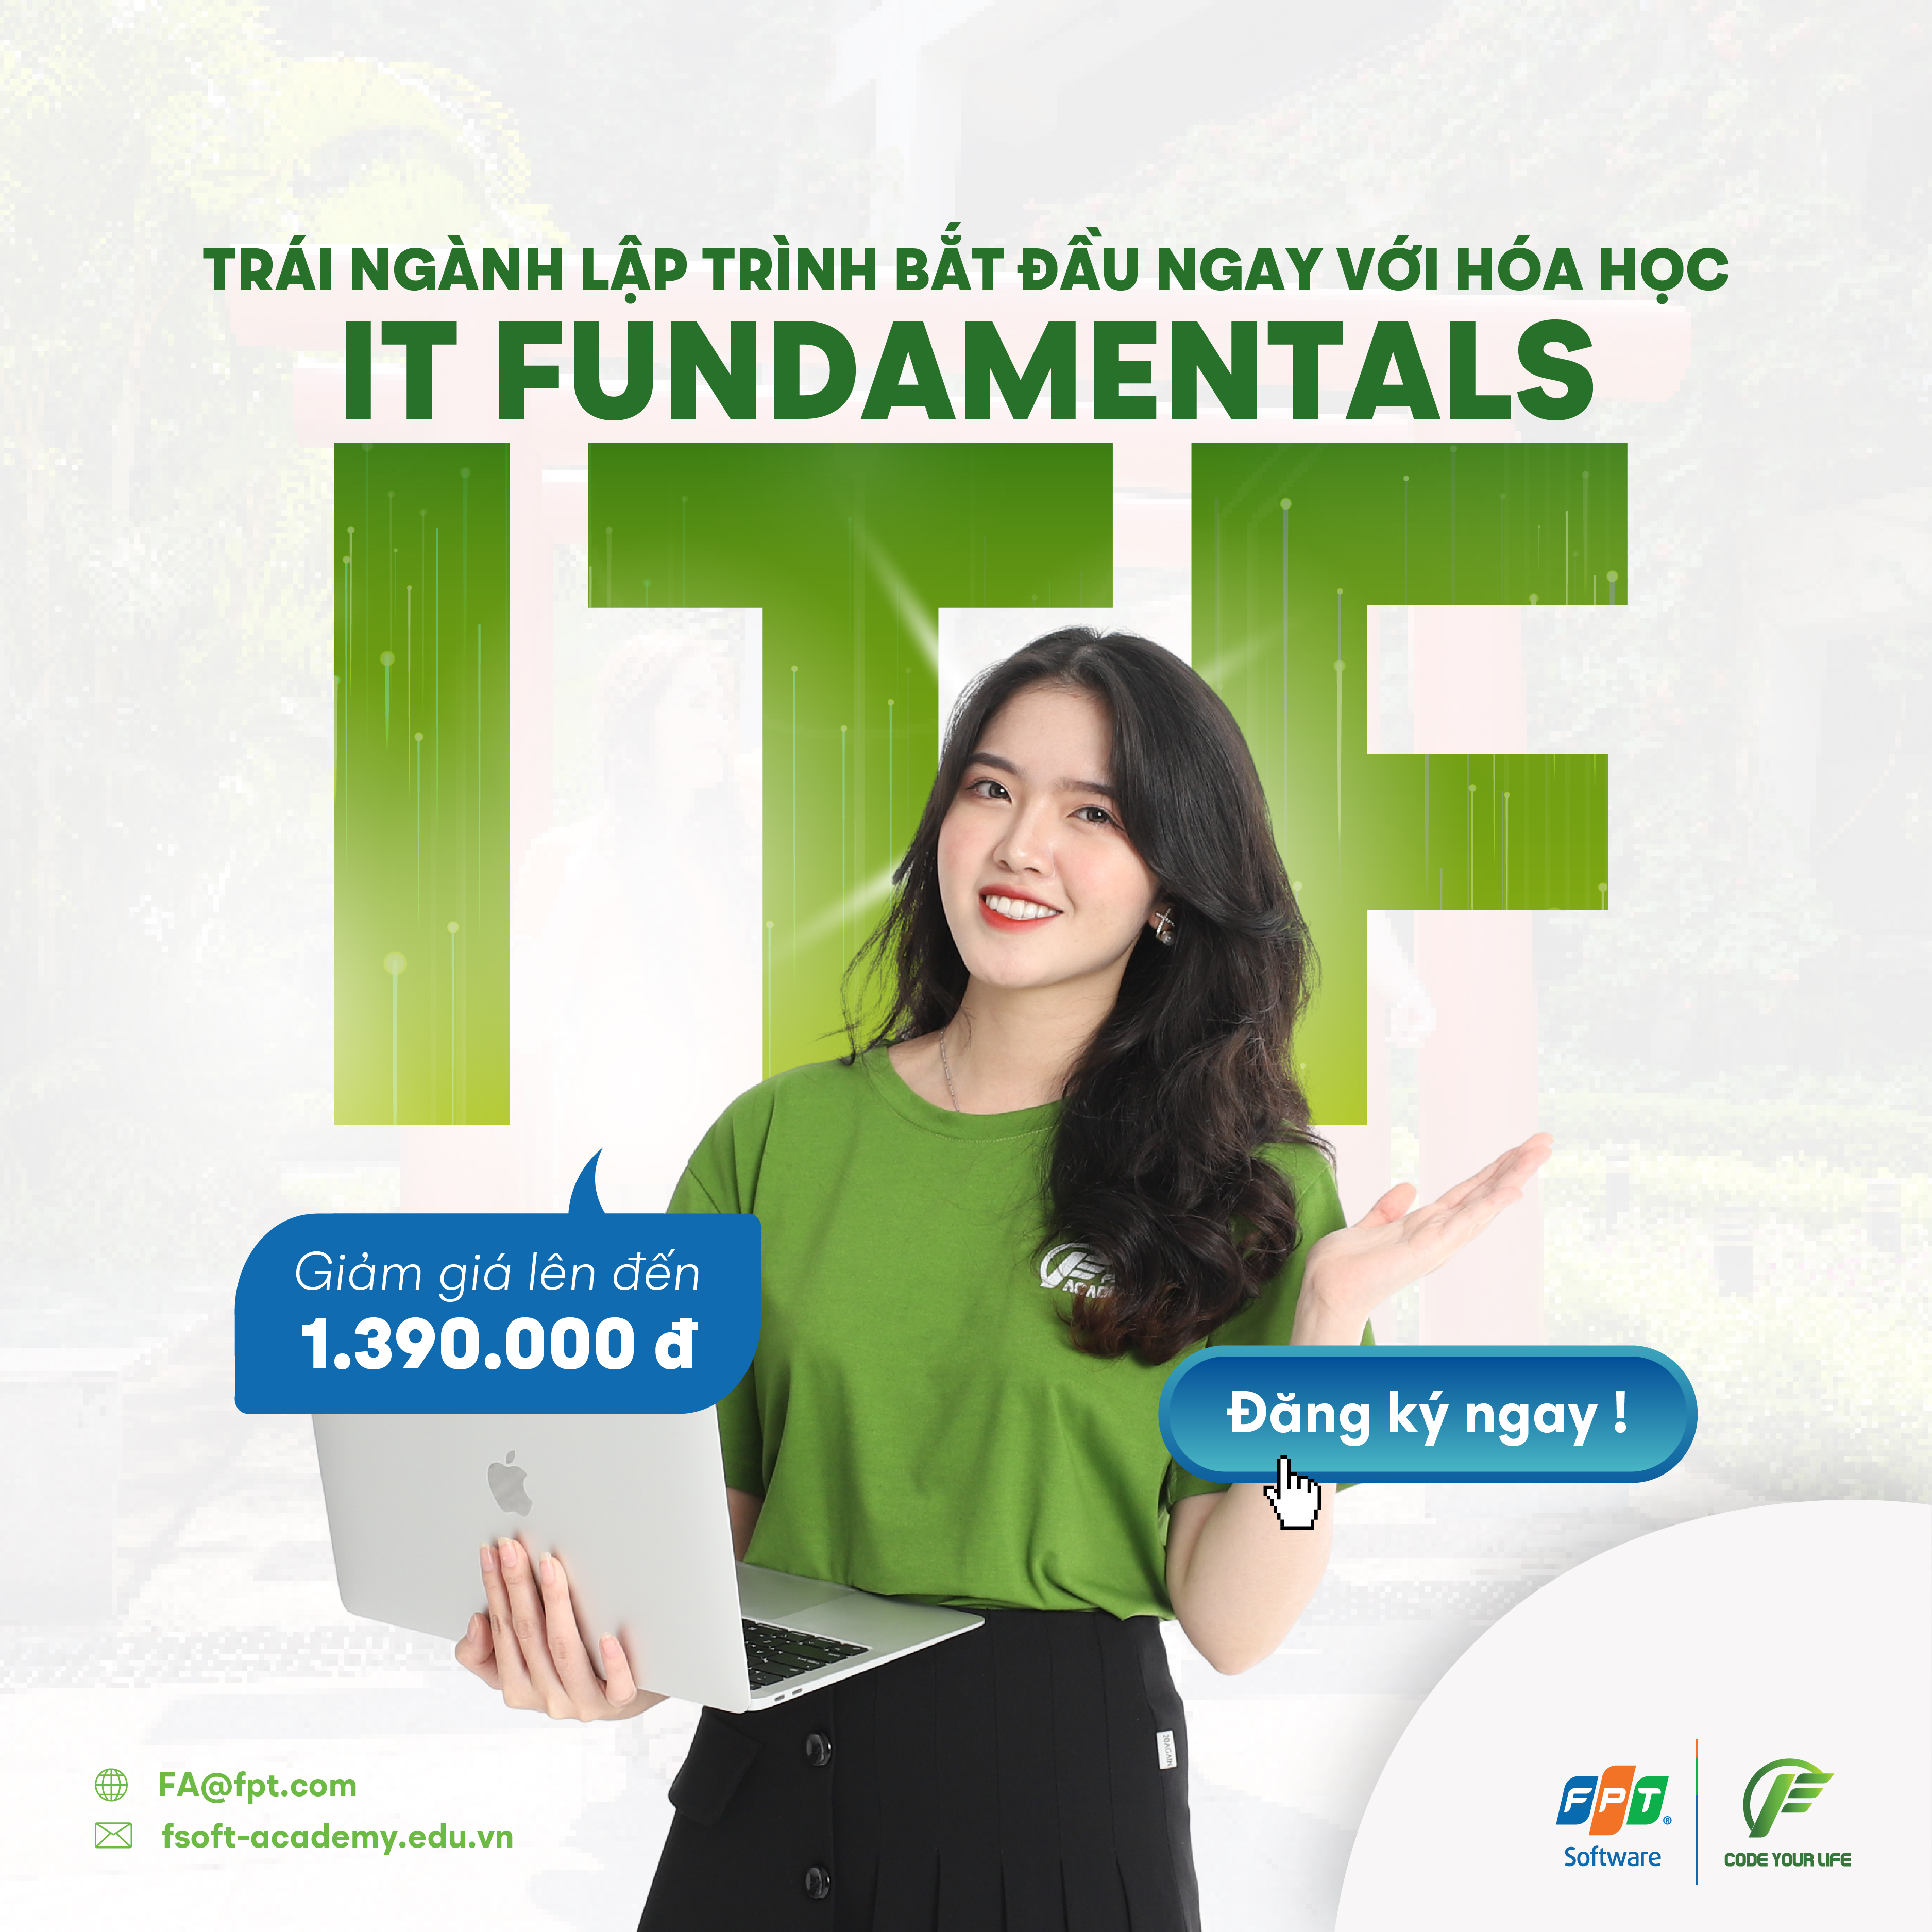 TRÁI NGÀNH LẬP TRÌNH BẮT ĐẦU NGAY VỚI HÓA HỌC
IT FUNDAMENTALS
ITF
Giảm giá lên đến
1.390.000 đ
Đăng ký ngay !
FA@fpt.com
fsoft-academy.edu.vn
FPT®
Software
CODE YOUR LIFE